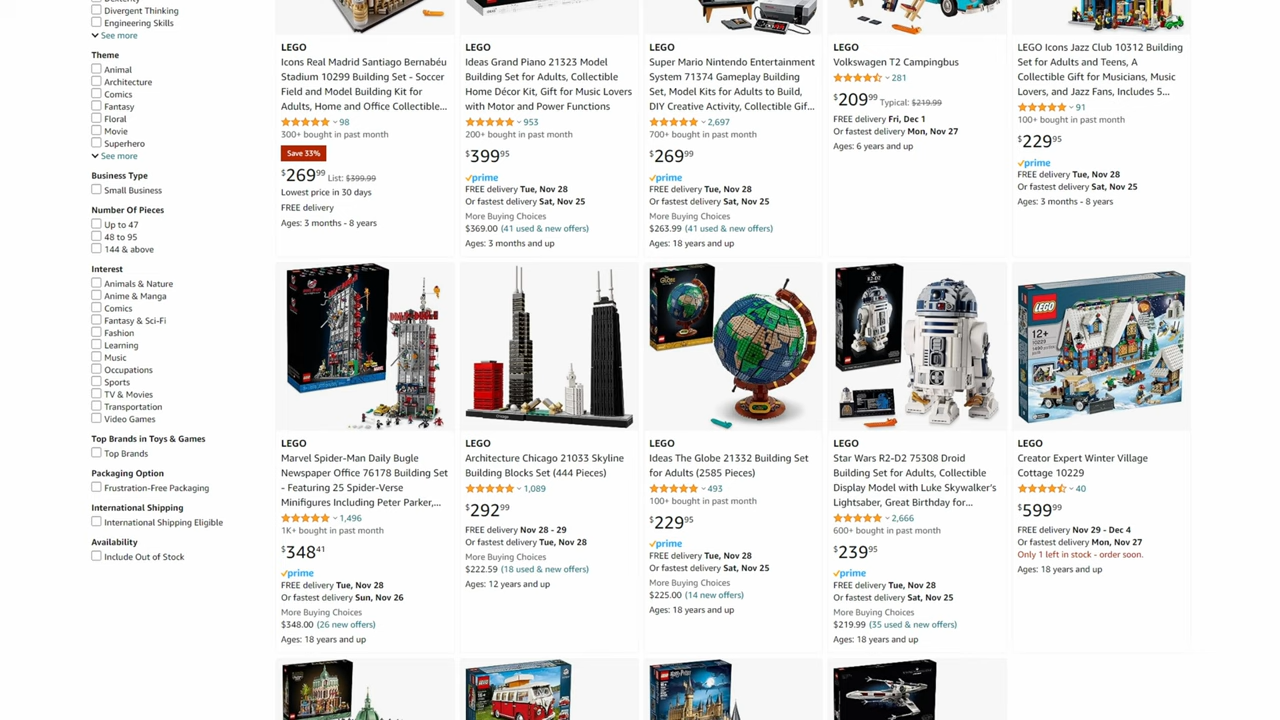 Divergent Thinking
Engineering Skills
See more
Theme
Animal
Architecture
Comics
Fantasy
Floral
Movie
Superhero
See more
Business Type
Small Business
Number Of Pieces
Up to 47
48 to 95
144 & above
Interest
Animals & Nature
Anime & Manga
Comics
Fantasy & Sci-Fi
Fashion
Learning
Music
Occupations
Sports
TV & Movies
Transportation
Video Games
Top Brands in Toys & Games
Top Brands
Packaging Option
Frustration-Free Packaging
International Shipping
International Shipping Eligible
Availability
Include Out of Stock
LEGO
Icons Real Madrid Santiago Bernabéu
Stadium 10299 Building Set - Soccer
Field and Model Building Kit for
Adults, Home and Office Collectible...
98
300+ bought in past month
Save 33%
$269.99 List: $399.99
Lowest price in 30 days
FREE delivery
Ages: 3 months - 8 years
LEGO
Ideas Grand Piano 21323 Model
Building Set for Adults, Collectible
Home Décor Kit, Gift for Music Lovers
with Motor and Power Functions
953
200+ bought in past month
$399.95
prime
FREE delivery Tue, Nov 28
Or fastest delivery Sat, Nov 25
More Buying Choices
$369.00 (41 used & new offers)
Ages: 3 months and up
LEGO
Super Mario Nintendo Entertainment
System 71374 Gameplay Building
Set, Model Kits for Adults to Build,
DIY Creative Activity, Collectible Gif...
2,697
700+ bought in past month
$269.99
prime
FREE delivery Tue, Nov 28
Or fastest delivery Sat, Nov 25
More Buying Choices
$263.99 (41 used & new offers)
Ages: 18 years and up
LEGO
Volkswagen T2 Campingbus
281
$209.99 Typical: $219.99
FREE delivery Fri, Dec 1
Or fastest delivery Mon, Nov 27
Ages: 6 years and up
LEGO Icons Jazz Club 10312 Building
Set for Adults and Teens, A
Collectible Gift for Musicians, Music
Lovers, and Jazz Fans, Includes 5...
91
100+ bought in past month
$229.95
prime
FREE delivery Tue, Nov 28
Or fastest delivery Sat, Nov 25
Ages: 3 months - 8 years
LEGO
Marvel Spider-Man Daily Bugle
Newspaper Office 76178 Building Set
- Featuring 25 Spider-Verse
Minifigures Including Peter Parker,...
1,496
1K+ bought in past month
$348.41
prime
FREE delivery Tue, Nov 28
Or fastest delivery Sun, Nov 26
More Buying Choices
$348.00 (26 new offers)
Ages: 18 years and up
LEGO
Architecture Chicago 21033 Skyline
Building Blocks Set (444 Pieces)
1,089
$292.99
FREE delivery Nov 28 - 29
Or fastest delivery Tue, Nov 28
More Buying Choices
$222.59 (18 used & new offers)
Ages: 12 years and up
LEGO
Ideas The Globe 21332 Building Set
for Adults (2585 Pieces)
493
100+ bought in past month
$229.95
prime
FREE delivery Tue, Nov 28
Or fastest delivery Sat, Nov 25
More Buying Choices
$225.00 (14 new offers)
Ages: 18 years and up
R2-D2
LEGO
Star Wars R2-D2 75308 Droid
Building Set for Adults, Collectible
Display Model with Luke Skywalker's
Lightsaber, Great Birthday for...
2,666
600+ bought in past month
$239.95
prime
FREE delivery Tue, Nov 28
Or fastest delivery Sat, Nov 25
More Buying Choices
$219.99 (35 used & new offers)
Ages: 18 years and up
LEGO
12+
10229
LEGO
Creator Expert Winter Village
Cottage 10229
40
$599.99
FREE delivery Nov 29 - Dec 4
Or fastest delivery Mon, Nov 27
Only 1 left in stock - order soon.
Ages: 18 years and up